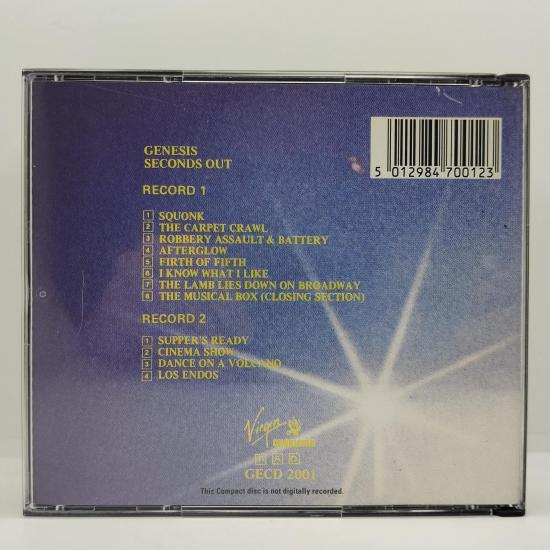 GENESIS
SECONDS OUT
5 012984 700123
RECORD 1
1 SQUONK
2 THE CARPET CRAWL
3 ROBBERY ASSAULT & BATTERY
4 AFTERGLOW
5 FIRTH OF FIFTH
6 I KNOW WHAT I LIKE
7 THE LAMB LIES DOWN ON BROADWAY
8 THE MUSICAL BOX (CLOSING SECTION)
RECORD 2
1 SUPPER'S READY
2 CINEMA SHOW
3 DANCE ON A VOLCANO
4 LOS ENDOS
Virgin
GECD 2001
This Compact disc is not digitally recorded.